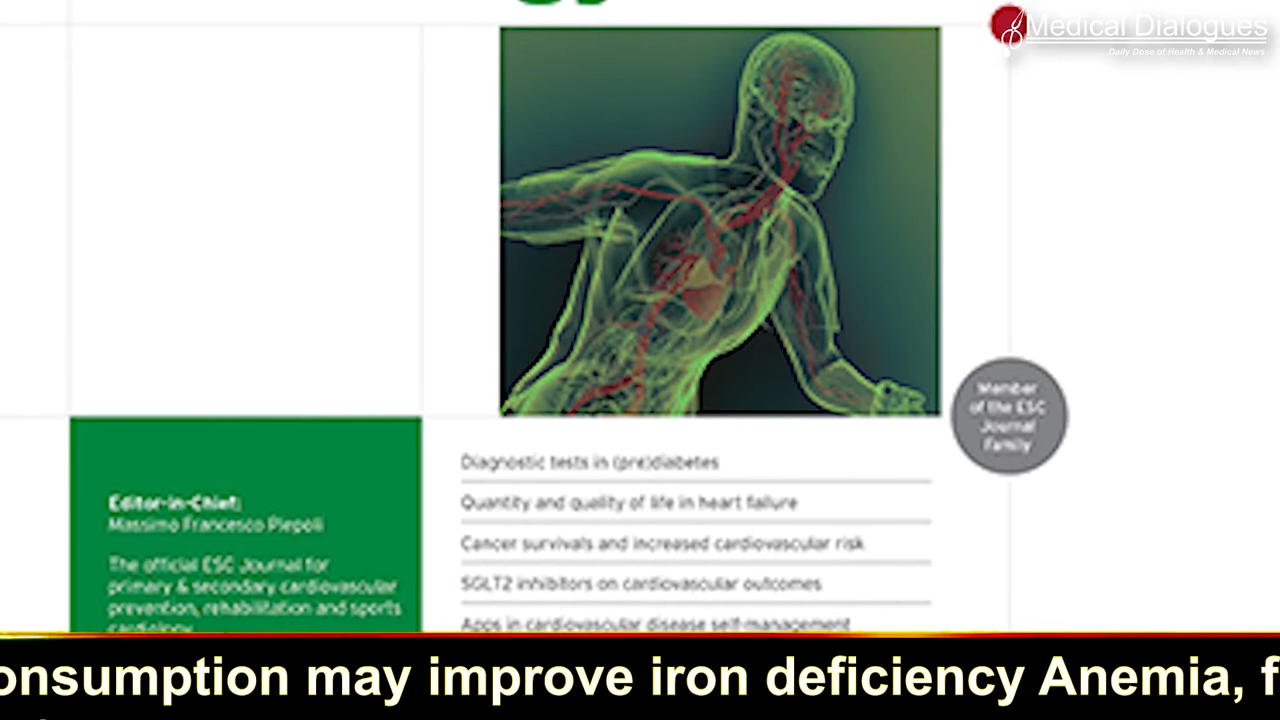 Medical Dialogues
Daily Dose of Health & Medical News
Member
of the ESC
Journal
Family
Diagnostic tests in (pre)diabetes
Quantity and quality of life in heart failure
Cancer survivals and increased cardiovascular risk
SGLT2 inhibitors on cardiovascular outcomes
Apps in cardiovascular disease self-management
Editor-in-Chief:
Massimo Francesco Piepoli
The official ESC Journal for
primary & secondary cardiovascular
prevention, rehabilitation and sports
cardiology
onsumption may improve iron deficiency Anemia, f